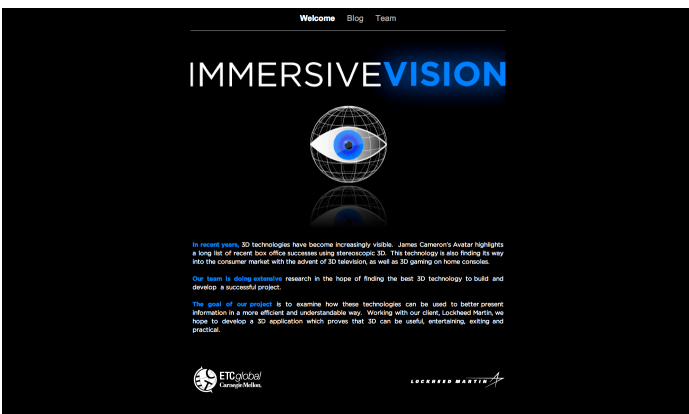 Welcome Blog Team
IMMERSIVEVISION
In recent years, 3D technologies have become increasingly visible. James Cameron's Avatar highlights
a long list of recent box office successes using stereoscopic 3D. This technology is also finding its way
into the consumer market with the advent of 3D television, as well as 3D gaming on home consoles.
Our team is doing extensive research in the hope of finding the best 3D technology to build and
develop a successful project.
The goal of our project is to examine how these technologies can be used to better present
information in a more efficient and understandable way. Working with our client, Lockheed Martin, we
hope to develop a 3D application which proves that 3D can be useful, entertaining, exiting and
practical.
ETCglobal
Carnegie Mellon.
LOCKHEED MARTIN